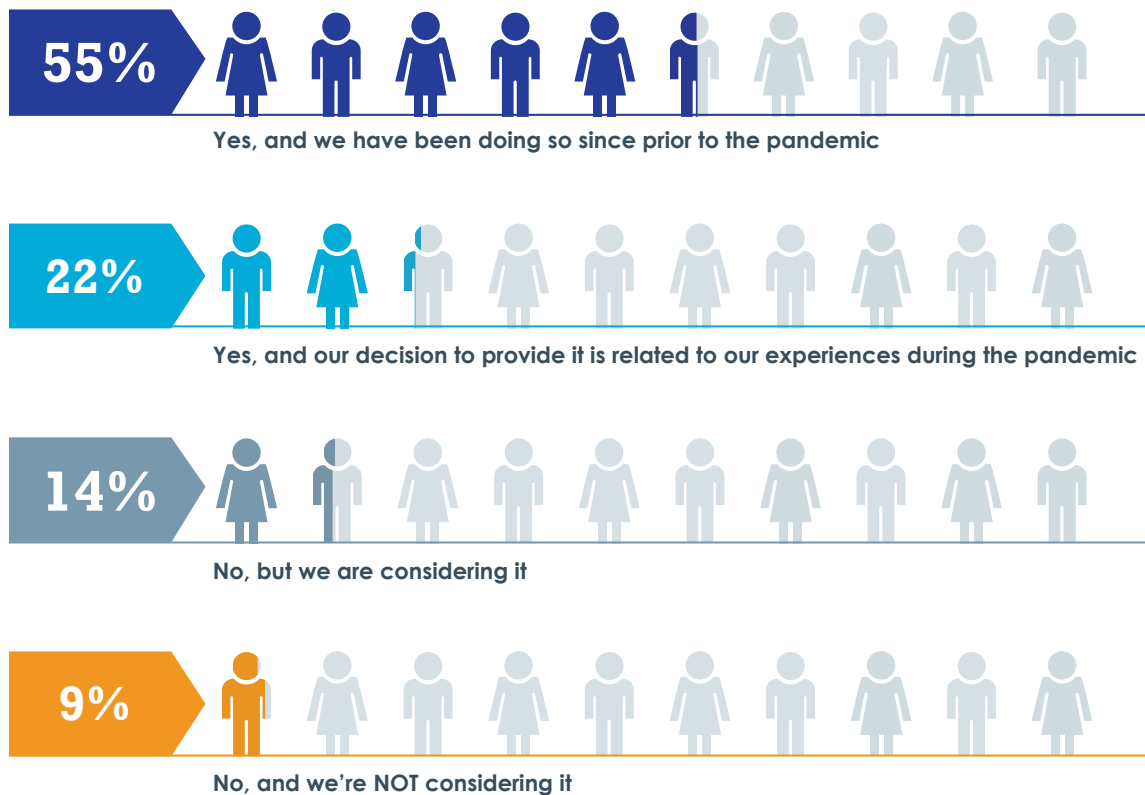 55%
Yes, and we have been doing so since prior to the pandemic
22%
Yes, and our decision to provide it is related to our experiences during the pandemic
14%
No, but we are considering it
9%
No, and we’re NOT considering it